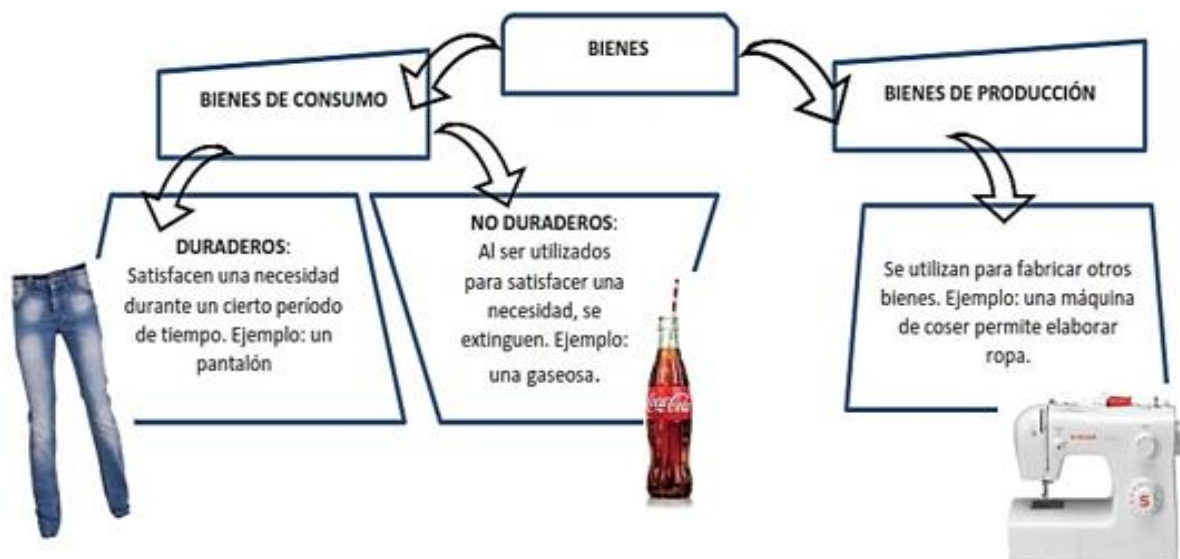 BIENES
BIENES DE CONSUMO
BIENES DE PRODUCCIÓN
DURADEROS:
Satisfacen una necesidad
durante un cierto período
de tiempo. Ejemplo: un
pantalón
NO DURADEROS:
Al ser utilizados
para satisfacer una
necesidad, se
extinguen. Ejemplo:
una gaseosa.
Se utilizan para fabricar otros
bienes. Ejemplo: una máquina
de coser permite elaborar
ropa.
Coca-Cola
SINGER
S